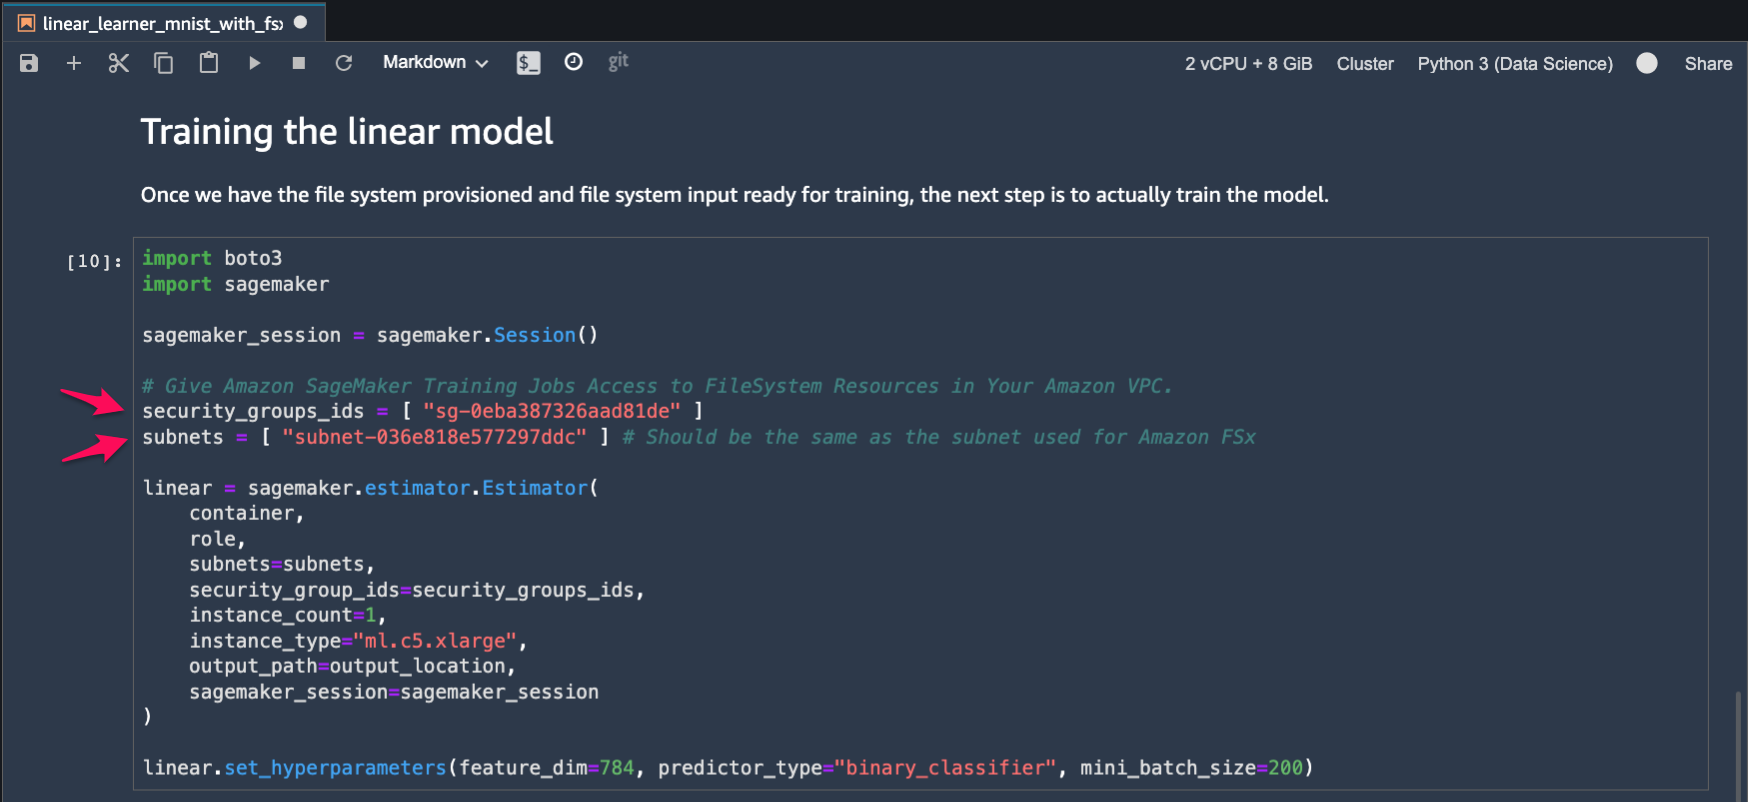 linear_learner_mnist_with_fsx
Markdown
$_
git
2 vCPU + 8 GiB
Cluster
Python 3 (Data Science)
Share
Training the linear model
Once we have the file system provisioned and file system input ready for training, the next step is to actually train the model.
[10]:
import boto3
import sagemaker
sagemaker_session = sagemaker.Session()
# Give Amazon SageMaker Training Jobs Access to FileSystem Resources in Your Amazon VPC.
security_groups_ids = [ "sg-0eba387326aad81de" ]
subnets = [ "subnet-036e818e577297ddc" ] # Should be the same as the subnet used for Amazon FSx
linear = sagemaker.estimator.Estimator(
    container,
    role,
    subnets=subnets,
    security_group_ids=security_groups_ids,
    instance_count=1,
    instance_type="ml.c5.xlarge",
    output_path=output_location,
    sagemaker_session=sagemaker_session
)
linear.set_hyperparameters(feature_dim=784, predictor_type="binary_classifier", mini_batch_size=200)